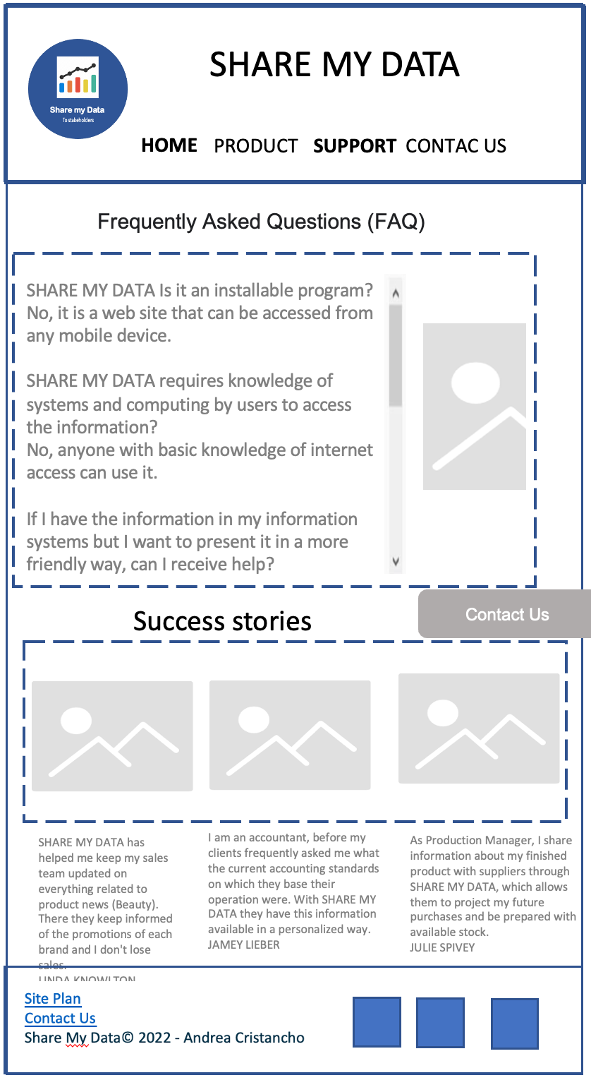 SHARE MY DATA
Share my Data
To stakeholders
HOME PRODUCT SUPPORT CONTAC US
Frequently Asked Questions (FAQ)
SHARE MY DATA Is it an installable program?
No, it is a web site that can be accessed from
any mobile device.
SHARE MY DATA requires knowledge of
systems and computing by users to access
the information?
No, anyone with basic knowledge of internet
access can use it.
If I have the information in my information
systems but I want to present it in a more
friendly way, can I receive help?
Contact Us
Success stories
SHARE MY DATA has
helped me keep my sales
team updated on
everything related to
product news (Beauty).
There they keep informed
of the promotions of each
brand and I don't lose
sales.
LINDA KNOWLTON
I am an accountant, before my
clients frequently asked me what
the current accounting standards
on which they base their
operation were. With SHARE MY
DATA they have this information
available in a personalized way.
JAMEY LIEBER
As Production Manager, I share
information about my finished
product with suppliers through
SHARE MY DATA, which allows
them to project my future
purchases and be prepared with
available stock.
JULIE SPIVEY
Site Plan
Contact Us
Share My Data© 2022 - Andrea Cristancho